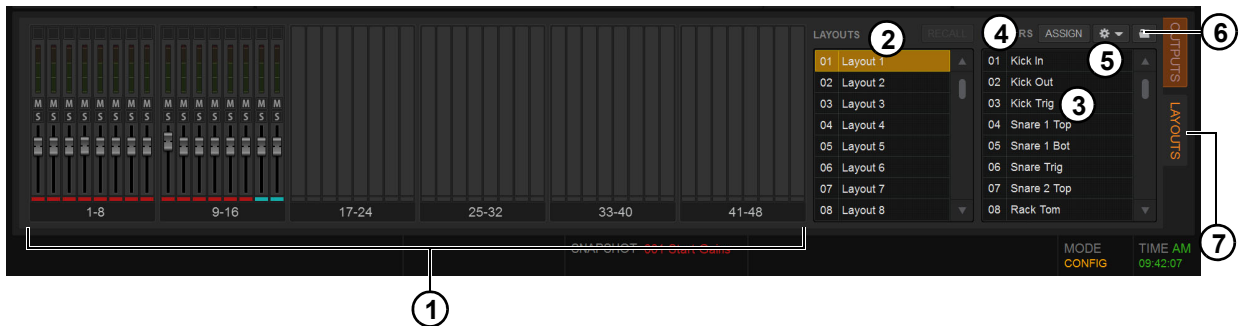 LAYOUTS 2 RECALL 4 RS ASSIGN 6
01 Layout 1
02 Layout 2
03 Layout 3
04 Layout 4
05 Layout 5
06 Layout 6
07 Layout 7
08 Layout 8
5
01 Kick In
02 Kick Out
03 Kick Trig 3
04 Snare 1 Top
05 Snare 1 Bot
06 Snare Trig
07 Snare 2 Top
08 Rack Tom
OUTPUTS
LAYOUTS
7
M M M M M M M M M M M M M M M M
S S S S S S S S S S S S S S S S
1-8 9-16 17-24 25-32 33-40 41-48
SNAPSHOT 001 Start Gains
MODE
CONFIG
TIME AM
09:42:07
1